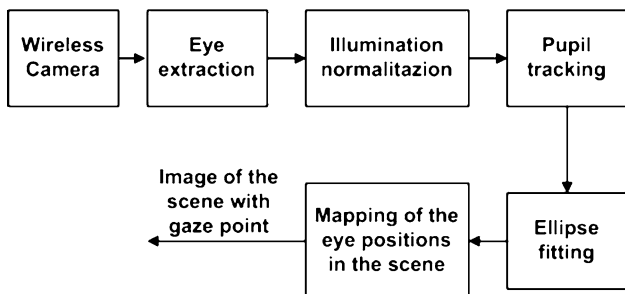 Wireless
Camera
Eye
extraction
Illumination
normalitazion
Pupil
tracking
Image of the
scene with
gaze point
Mapping of the
eye positions
in the scene
Ellipse
fitting